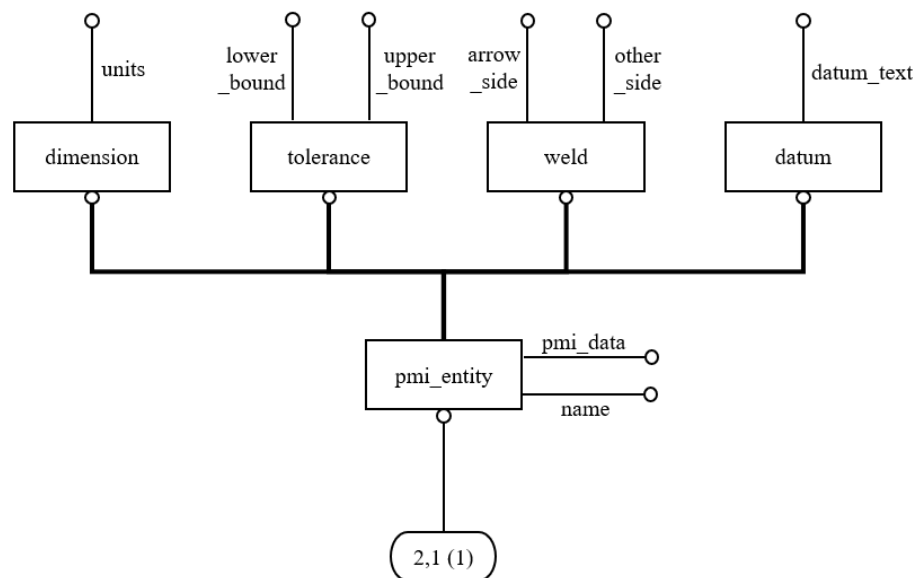 units
lower
_bound
upper
_bound
arrow
_side
other
_side
datum_text
dimension
tolerance
weld
datum
pmi_entity
pmi_data
name
2,1 (1)